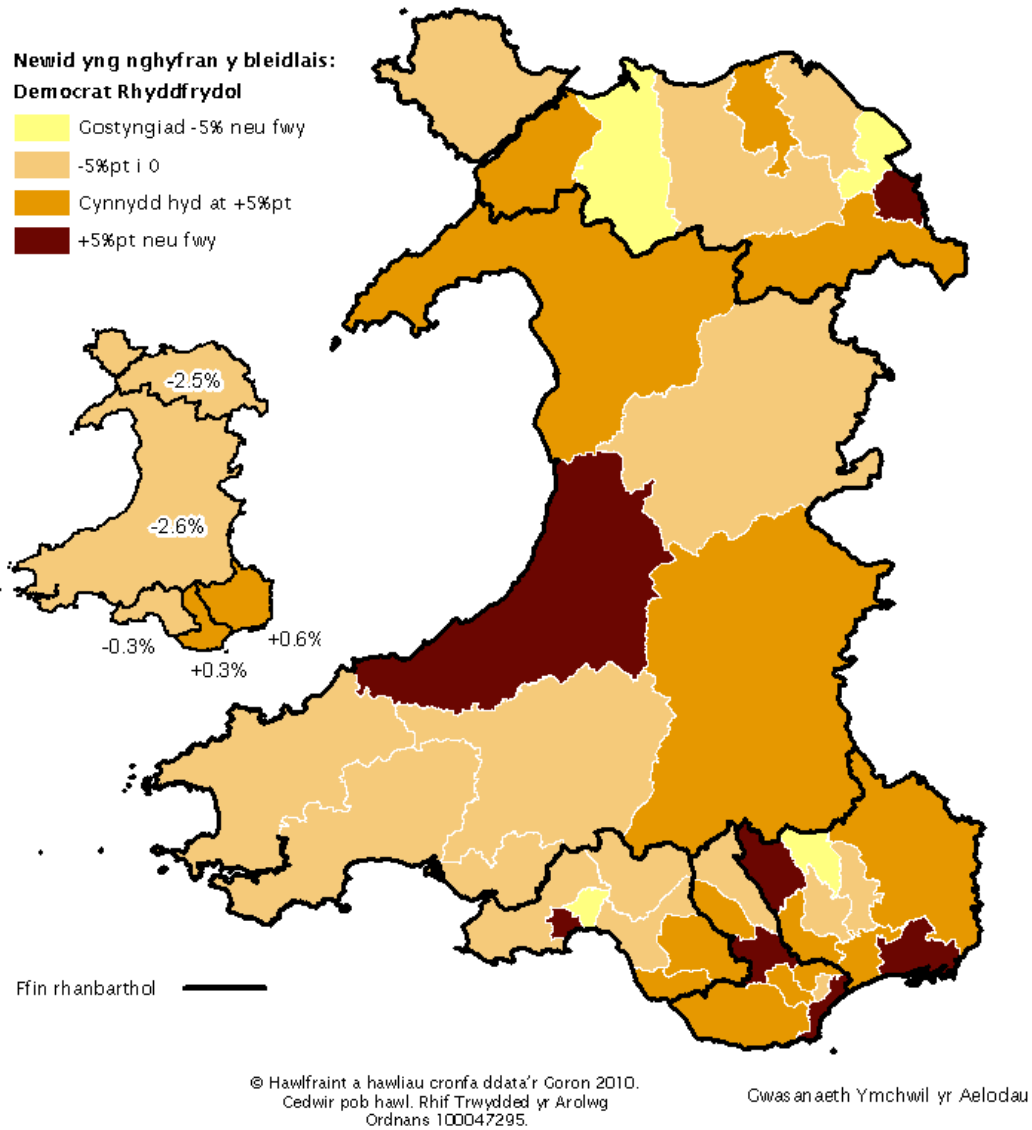 Newid yng nghyfran y bleidlais:
Democrat Rhyddfrydol
Gostyngiad -5% neu fwy
-5%pt i 0
Cynnydd hyd at +5%pt
+5%pt neu fwy
-2.5%
-2.6%
-0.3%
+0.3%
+0.6%
Ffin rhanbarthol
© Hawlfraint a hawliau cronfa ddata'r Goron 2010.
Cedwir pob hawl. Rhif Trwydded yr Arolwg
Ordnans 100047295.
Gwasanaeth Ymchwil yr Aelodau